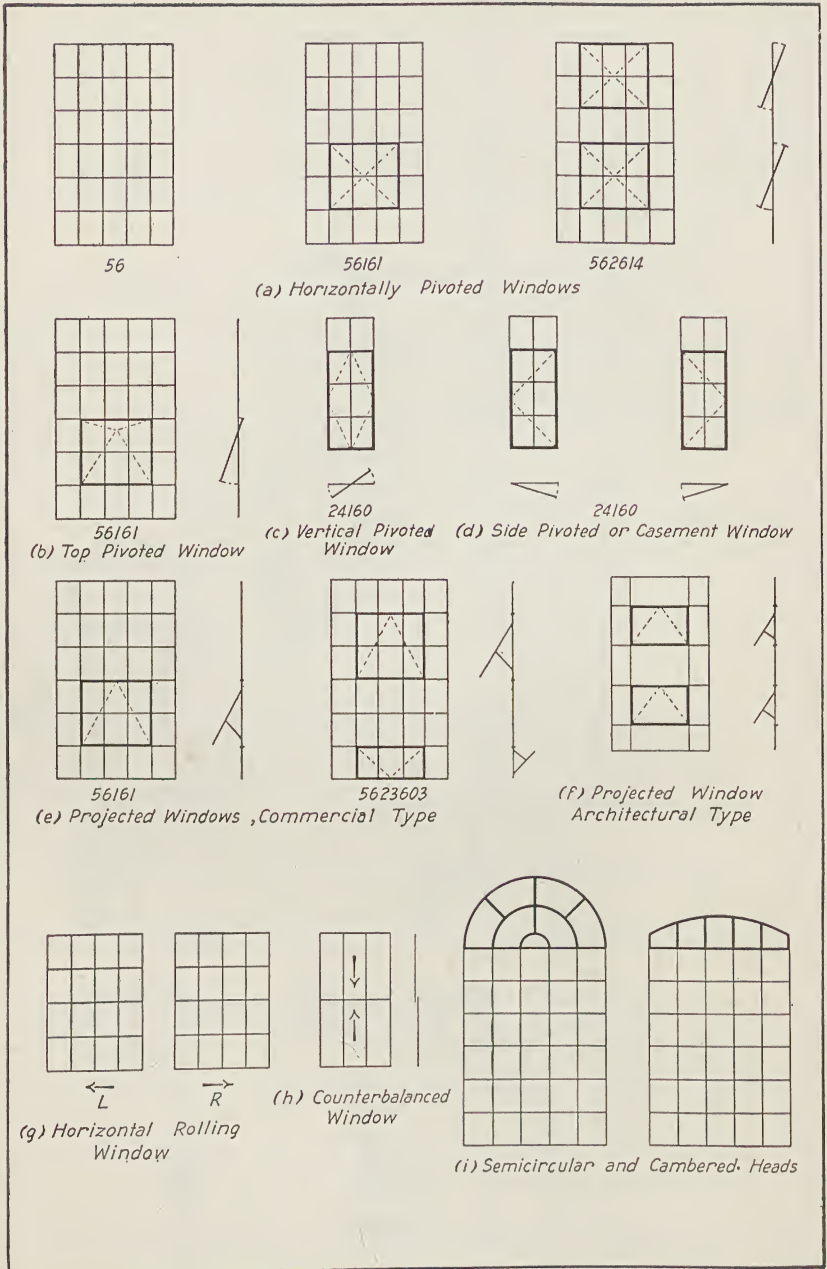 56
56161
562614
(a) Horizontally Pivoted Windows
56161
(b) Top Pivoted Window
24160
(c) Vertical Pivoted
Window
24160
(d) Side Pivoted or Casement Window
56161
5623603
(e) Projected Windows , Commercial Type
(f) Projected Window
Architectural Type
L
R
(g) Horizontal Rolling
Window
(h) Counterbalanced
Window
(i) Semicircular and Cambered. Heads